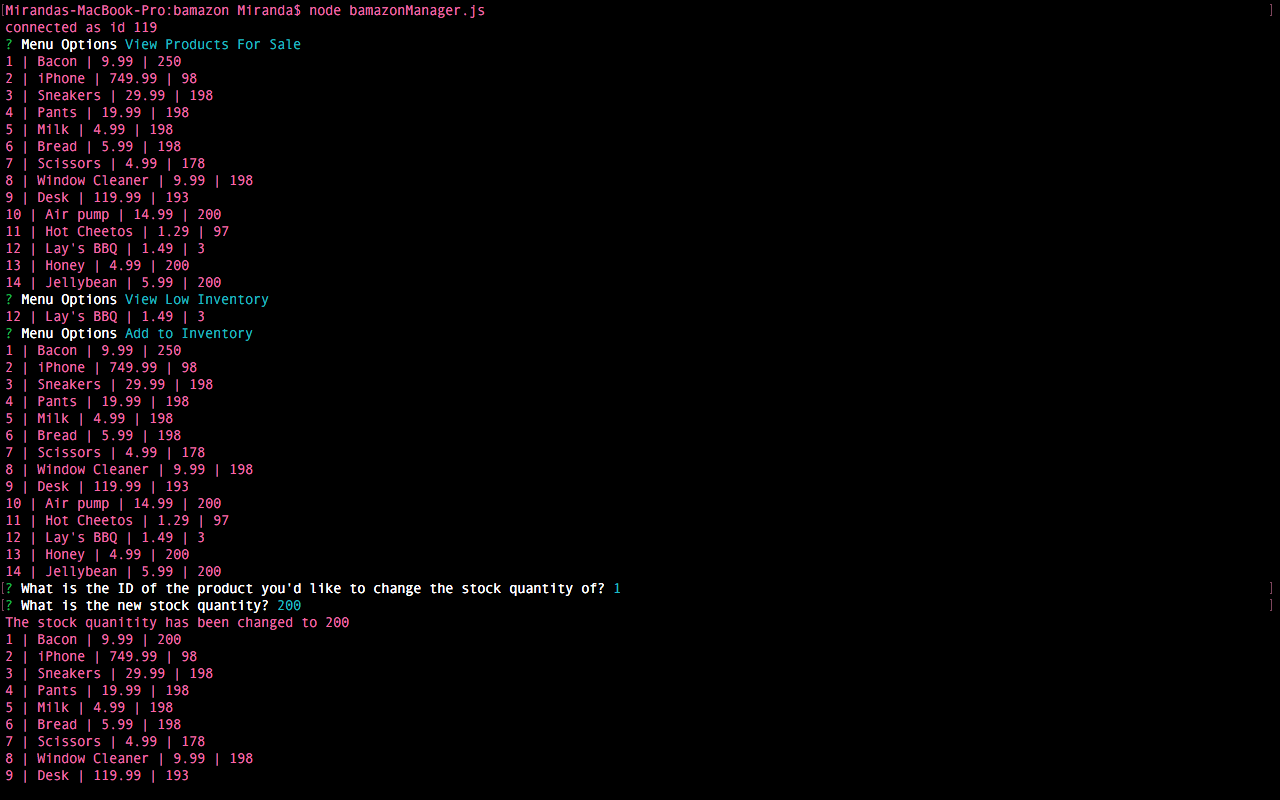 [Mirandas-MacBook-Pro:bamazon Miranda$ node bamazonManager.js ]
connected as id 119
? Menu Options View Products For Sale
1 | Bacon | 9.99 | 250
2 | iPhone | 749.99 | 98
3 | Sneakers | 29.99 | 198
4 | Pants | 19.99 | 198
5 | Milk | 4.99 | 198
6 | Bread | 5.99 | 198
7 | Scissors | 4.99 | 178
8 | Window Cleaner | 9.99 | 198
9 | Desk | 119.99 | 193
10 | Air pump | 14.99 | 200
11 | Hot Cheetos | 1.29 | 97
12 | Lay's BBQ | 1.49 | 3
13 | Honey | 4.99 | 200
14 | Jellybean | 5.99 | 200
? Menu Options View Low Inventory
12 | Lay's BBQ | 1.49 | 3
? Menu Options Add to Inventory
1 | Bacon | 9.99 | 250
2 | iPhone | 749.99 | 98
3 | Sneakers | 29.99 | 198
4 | Pants | 19.99 | 198
5 | Milk | 4.99 | 198
6 | Bread | 5.99 | 198
7 | Scissors | 4.99 | 178
8 | Window Cleaner | 9.99 | 198
9 | Desk | 119.99 | 193
10 | Air pump | 14.99 | 200
11 | Hot Cheetos | 1.29 | 97
12 | Lay's BBQ | 1.49 | 3
13 | Honey | 4.99 | 200
14 | Jellybean | 5.99 | 200
[? What is the ID of the product you'd like to change the stock quantity of? 1 ]
[? What is the new stock quantity? 200 ]
The stock quanitity has been changed to 200
1 | Bacon | 9.99 | 200
2 | iPhone | 749.99 | 98
3 | Sneakers | 29.99 | 198
4 | Pants | 19.99 | 198
5 | Milk | 4.99 | 198
6 | Bread | 5.99 | 198
7 | Scissors | 4.99 | 178
8 | Window Cleaner | 9.99 | 198
9 | Desk | 119.99 | 193